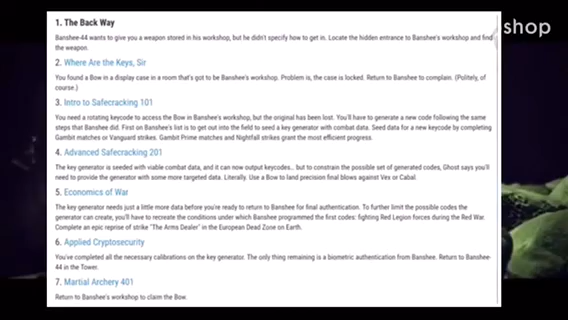 shop
1. The Back Way
Banshee-44 wants to give you a weapon stored in his workshop, but he didn't specify how to get in. Locate the hidden entrance to Banshee's workshop and find
the weapon.
2. Where Are the Keys, Sir
You found a Bow in a display case in a room that's got to be Banshee's workshop. Problem is, the case is locked. Return to Banshee to complain. (Politely, of
course.)
3. Intro to Safecracking 101
You need a rotating keycode to access the Bow in Banshee's workshop, but the original has been lost. You'll have to generate a new code following the same
steps that Banshee did. First on Banshee's list is to get out into the field to seed a key generator with combat data. Seed data for a new keycode by completing
Gambit matches or Vanguard strikes. Gambit Prime matches and Nightfall strikes grant the most efficient progress.
4. Advanced Safecracking 201
The key generator is seeded with viable combat data, and it can now output keycodes... but to constrain the possible set of generated codes, Ghost says you'll
need to provide the generator with some more targeted data. Literally. Use a Bow to land precision final blows against Vex or Cabal.
5. Economics of War
The key generator needs just a little more data before you're ready to return to Banshee for final authentication. To further limit the possible codes the
generator can create, you'll have to recreate the conditions under which Banshee programmed the first codes: fighting Red Legion forces during the Red War.
Complete an epic reprise of strike "The Arms Dealer" in the European Dead Zone on Earth.
6. Applied Cryptosecurity
You've completed all the necessary calibrations on the key generator. The only thing remaining is a biometric authentication from Banshee. Return to Banshee-
44 in the Tower.
7. Martial Archery 401
Return to Banshee's workshop to claim the Bow.